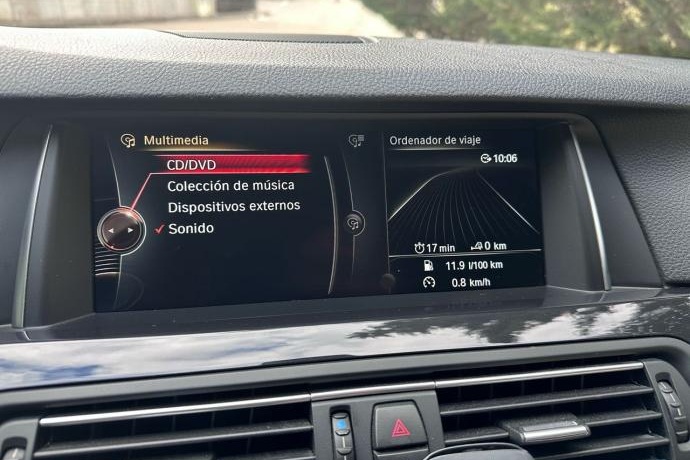 Multimedia
CD/DVD
Colección de música
Dispositivos externos
Sonido
Ordenador de viaje
10:06
17 min
0 km
11.9 l/100 km
0.8 km/h